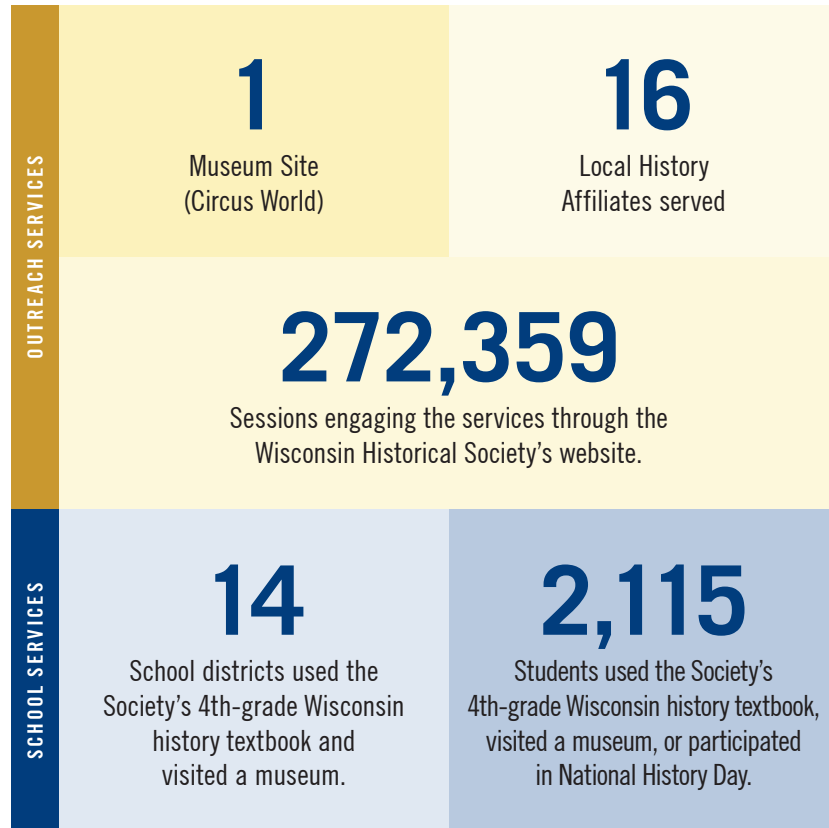 OUTREACH SERVICES
1
Museum Site
(Circus World)
16
Local History
Affiliates served
272,359
Sessions engaging the services through the
Wisconsin Historical Society's website.
SCHOOL SERVICES
14
School districts used the
Society's 4th-grade Wisconsin
history textbook and
visited a museum.
2,115
Students used the Society's
4th-grade Wisconsin history textbook,
visited a museum, or participated
in National History Day.